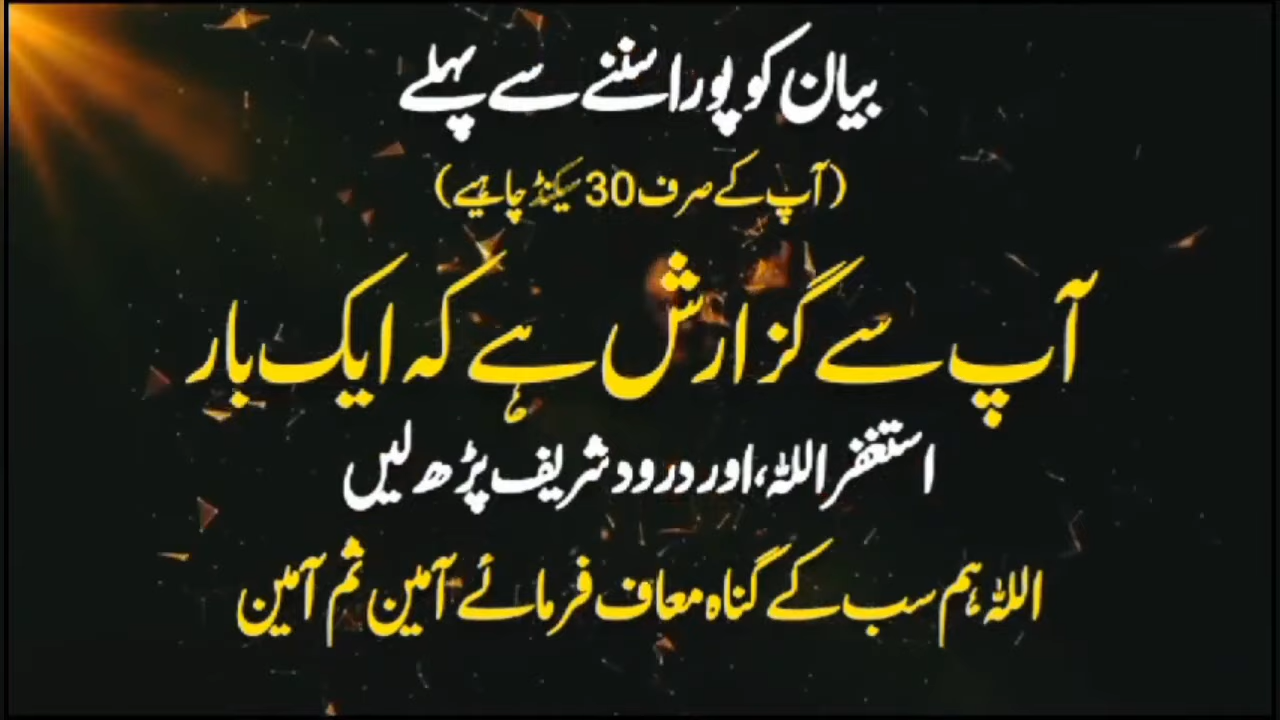 بیان کو پورا سننے سے پہلے
(آپ کے صرف 30 سیکنڈ چاہیے)
آپ سے گزارش ہے کہ ایک بار
استغفر اللہ، اور درود شریف پڑھ لیں
اللہ ہم سب کے گناہ معاف فرمائے آمین ثم آمین